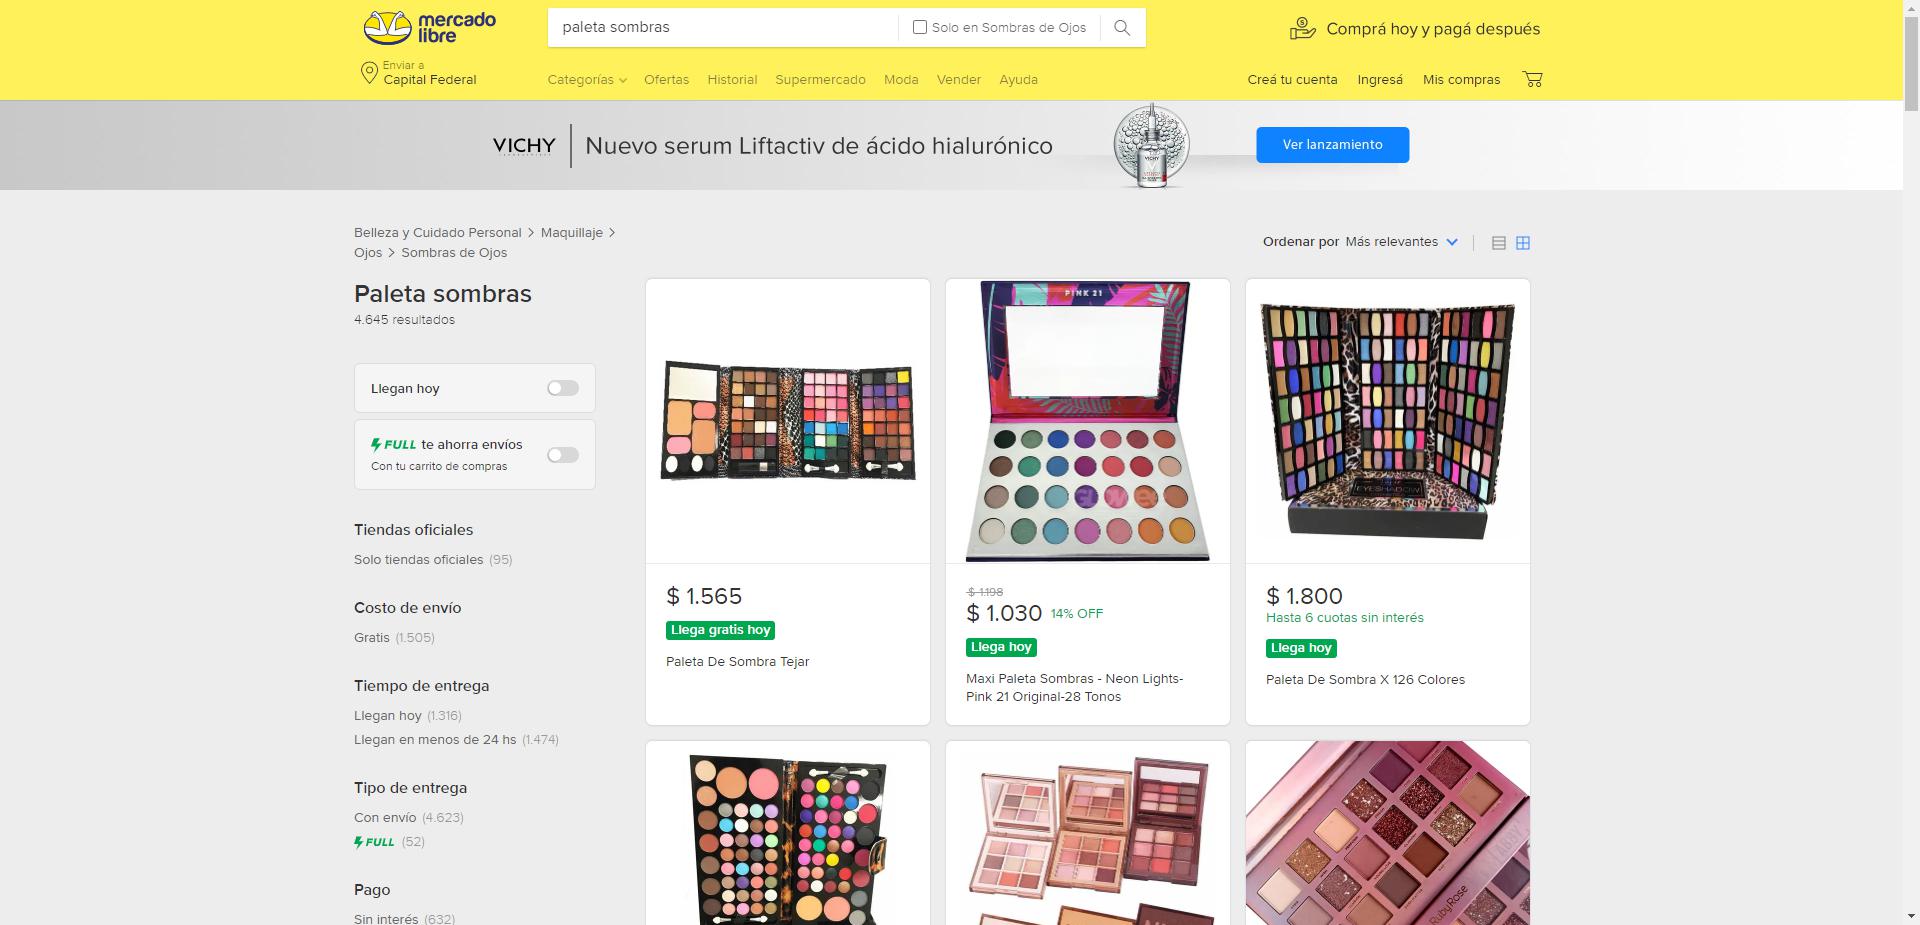 mercado
libre
paleta sombras
Solo en Sombras de Ojos
Comprá hoy y pagá después
Enviar a
Capital Federal
Categorías
Ofertas
Historial
Supermercado
Moda
Vender
Ayuda
Creá tu cuenta
Ingresá
Mis compras
VICHY
Nuevo serum Liftactiv de ácido hialurónico
VICHY
Ver lanzamiento
Belleza y Cuidado Personal > Maquillaje >
Ojos > Sombras de Ojos
Ordenar por Más relevantes
Paleta sombras
4.645 resultados
Llegan hoy
FULL te ahorra envíos
Con tu carrito de compras
Tiendas oficiales
Solo tiendas oficiales (95)
Costo de envío
Gratis (1.505)
Tiempo de entrega
Llegan hoy (1.316)
Llegan en menos de 24 hs (1.474)
Tipo de entrega
Con envío (4.623)
FULL (52)
Pago
Sin interés (632)
$ 1.565
Llega gratis hoy
Paleta De Sombra Tejar
PINK 21
$ 1.198
$ 1.030 14% OFF
Llega hoy
Maxi Paleta Sombras - Neon Lights-
Pink 21 Original-28 Tonos
EYESHADOW
$ 1.800
Hasta 6 cuotas sin interés
Llega hoy
Paleta De Sombra X 126 Colores
RubyRose